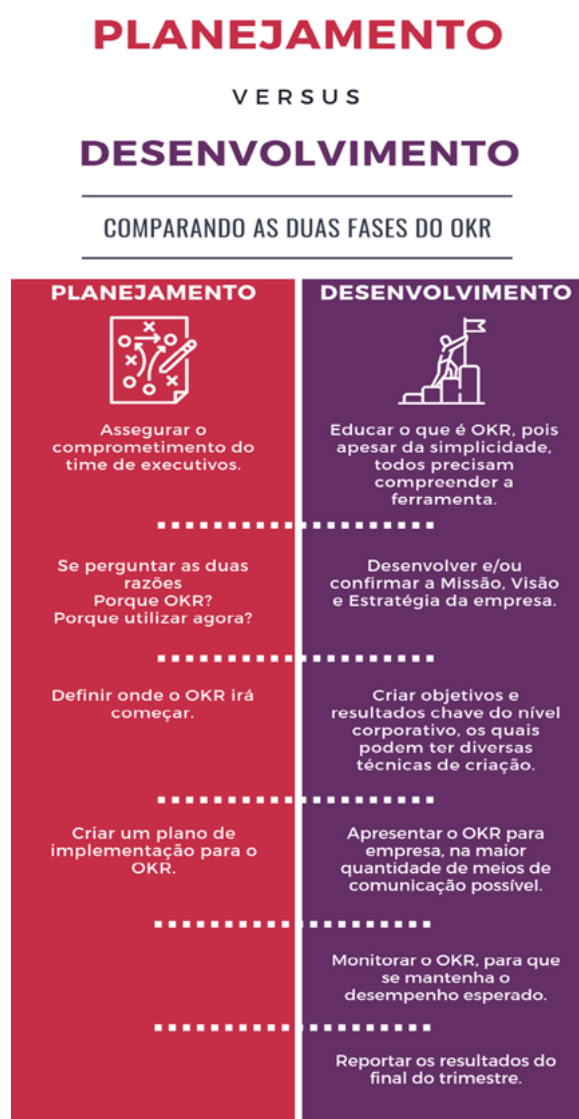 PLANEJAMENTO
VERSUS
DESENVOLVIMENTO
COMPARANDO AS DUAS FASES DO OKR
PLANEJAMENTO
Assegurar o
comprometimento do
time de executivos.
Se perguntar as duas
razões
Porque OKR?
Porque utilizar agora?
Definir onde o OKR irá
começar.
Criar um plano de
implementação para o
OKR.
DESENVOLVIMENTO
Educar o que é OKR, pois
apesar da simplicidade,
todos precisam
compreender a
ferramenta.
Desenvolver e/ou
confirmar a Missão, Visão
e Estratégia da empresa.
Criar objetivos e
resultados chave do nível
corporativo, os quais
podem ter diversas
técnicas de criação.
Apresentar o OKR para
empresa, na maior
quantidade de meios de
comunicação possível.
Monitorar o OKR, para que
se mantenha o
desempenho esperado.
Reportar os resultados do
final do trimestre.